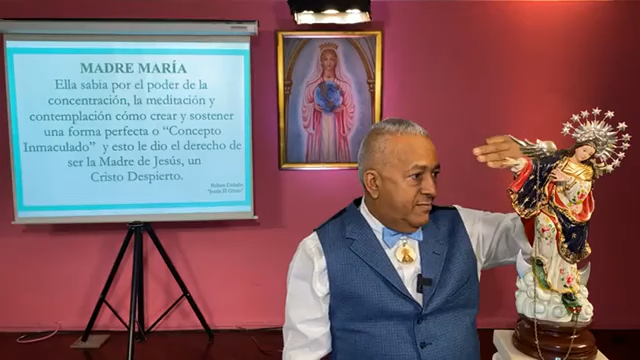 MADRE MARÍA
Ella sabia por el poder de la
concentración, la meditación y
contemplación cómo crear y sostener
una forma perfecta o “Concepto
Inmaculado” y esto le dio el derecho de
ser la Madre de Jesús, un
Cristo Despierto.